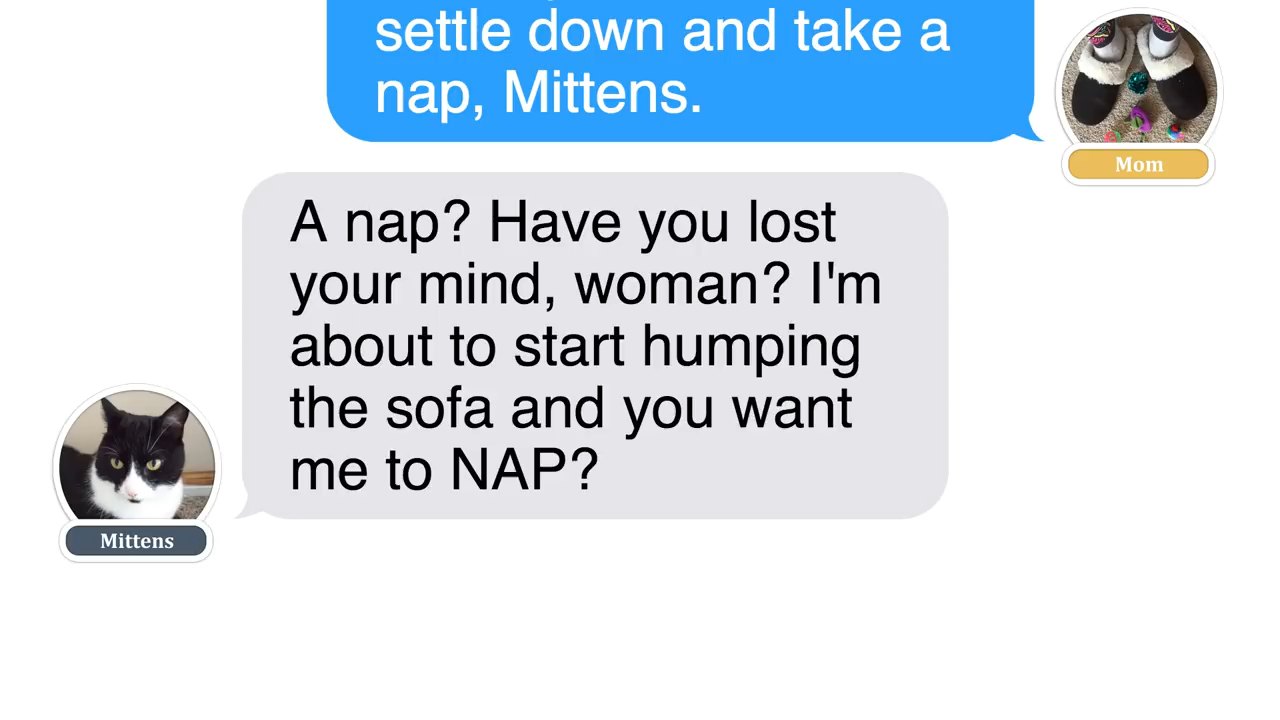 settle down and take a
nap, Mittens.
Mom
A nap? Have you lost
your mind, woman? I'm
about to start humping
the sofa and you want
me to NAP?
Mittens